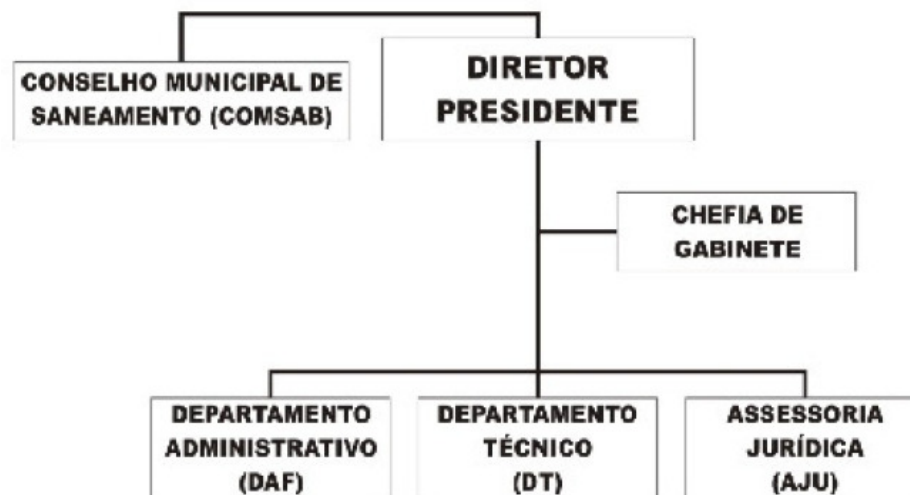 CONSELHO MUNICIPAL DE
SANEAMENTO (COMSAB)
DIRETOR
PRESIDENTE
CHEFIA DE
GABINETE
DEPARTAMENTO
ADMINISTRATIVO
(DAF)
DEPARTAMENTO
TÉCNICO
(DT)
ASSESSORIA
JURÍDICA
(AJU)